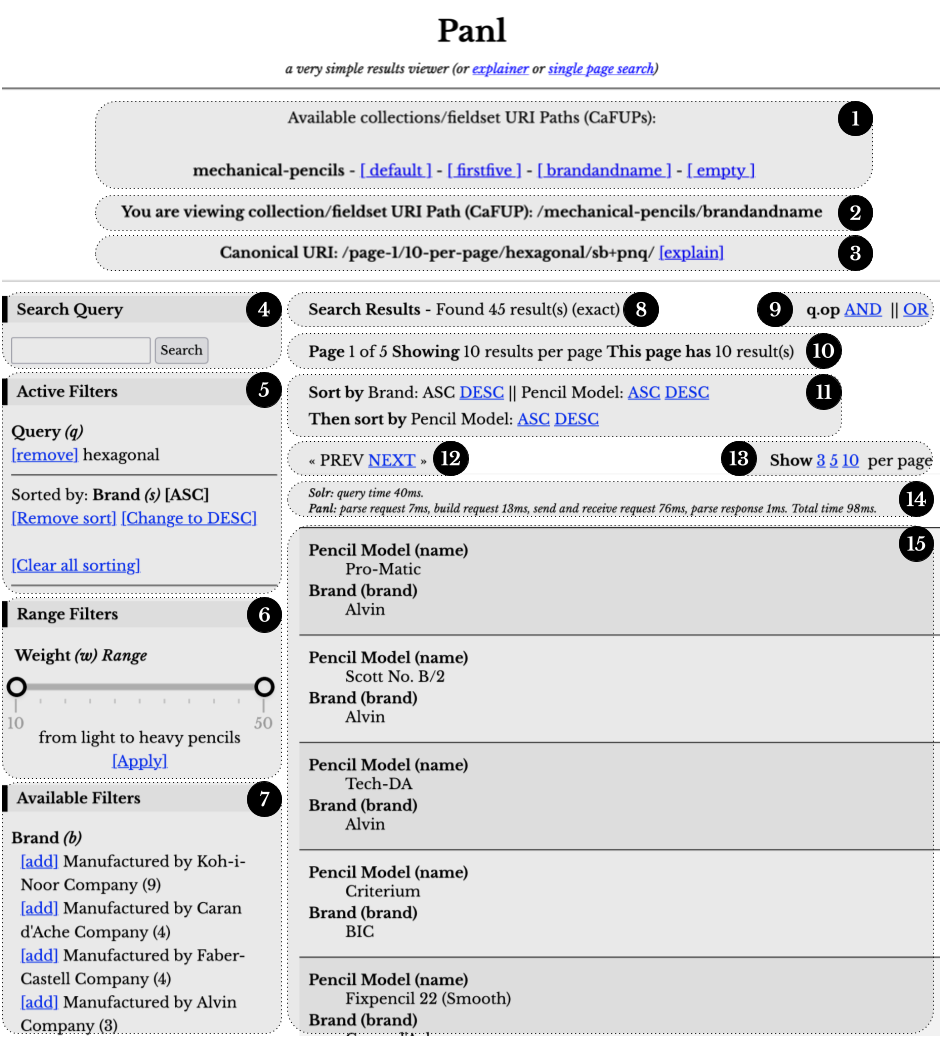 Panl
a very simple results viewer (or explainer or single page search)
Available collections/fieldset URI Paths (CaFUPs):
1
mechanical-pencils - [ default ] - [ firstfive ] - [ brandandname ] - [ empty ]
You are viewing collection/fieldset URI Path (CaFUP): /mechanical-pencils/brandandname
2
Canonical URI: /page-1/10-per-page/hexagonal/sb+pnq/ [explain]
3
Search Query
4
Search
Active Filters
5
Query (q)
[remove] hexagonal
Sorted by: Brand (s) [ASC]
[Remove sort] [Change to DESC]
[Clear all sorting]
Range Filters
6
Weight (w) Range
10
50
from light to heavy pencils
[Apply]
Available Filters
7
Brand (b)
[add] Manufactured by Koh-i-
Noor Company (9)
[add] Manufactured by Caran
d'Ache Company (4)
[add] Manufactured by Faber-
Castell Company (4)
[add] Manufactured by Alvin
Company (3)
Search Results - Found 45 result(s) (exact)
8
9
q.op AND || OR
Page 1 of 5 Showing 10 results per page This page has 10 result(s)
10
Sort by Brand: ASC DESC || Pencil Model: ASC DESC
11
Then sort by Pencil Model: ASC DESC
« PREV NEXT »
12
13
Show 3 5 10 per page
Solr: query time 40ms.
Panl: parse request 7ms, build request 13ms, send and receive request 76ms, parse response 1ms. Total time 98ms.
14
15
Pencil Model (name)
Pro-Matic
Brand (brand)
Alvin
Pencil Model (name)
Scott No. B/2
Brand (brand)
Alvin
Pencil Model (name)
Tech-DA
Brand (brand)
Alvin
Pencil Model (name)
Criterium
Brand (brand)
BIC
Pencil Model (name)
Fixpencil 22 (Smooth)
Brand (brand)